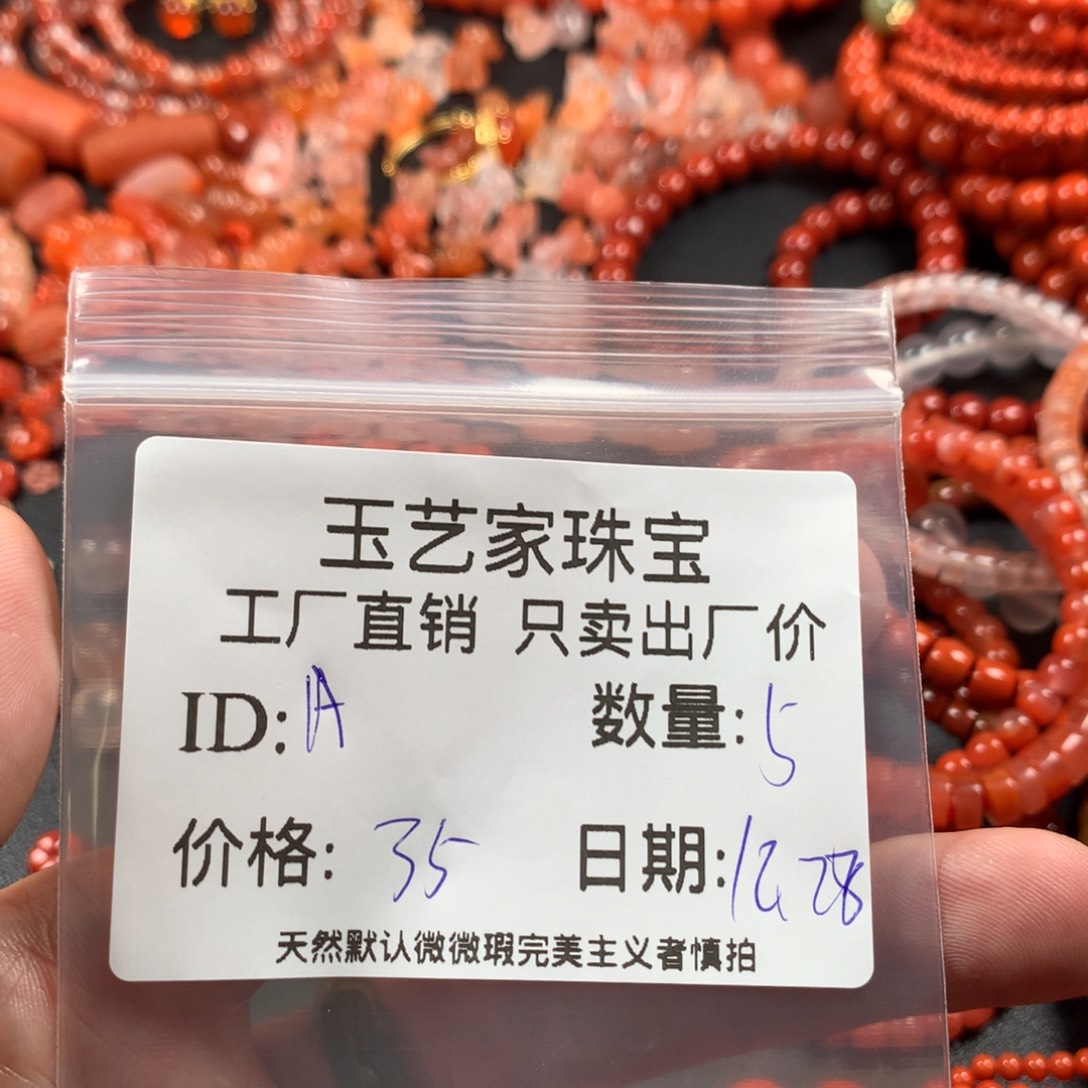 玉艺家珠宝
工厂直销 只卖出厂价
ID: A 数量: 5
价格: 35 日期: 12 28
天然默认微微瑕完美主义者慎拍